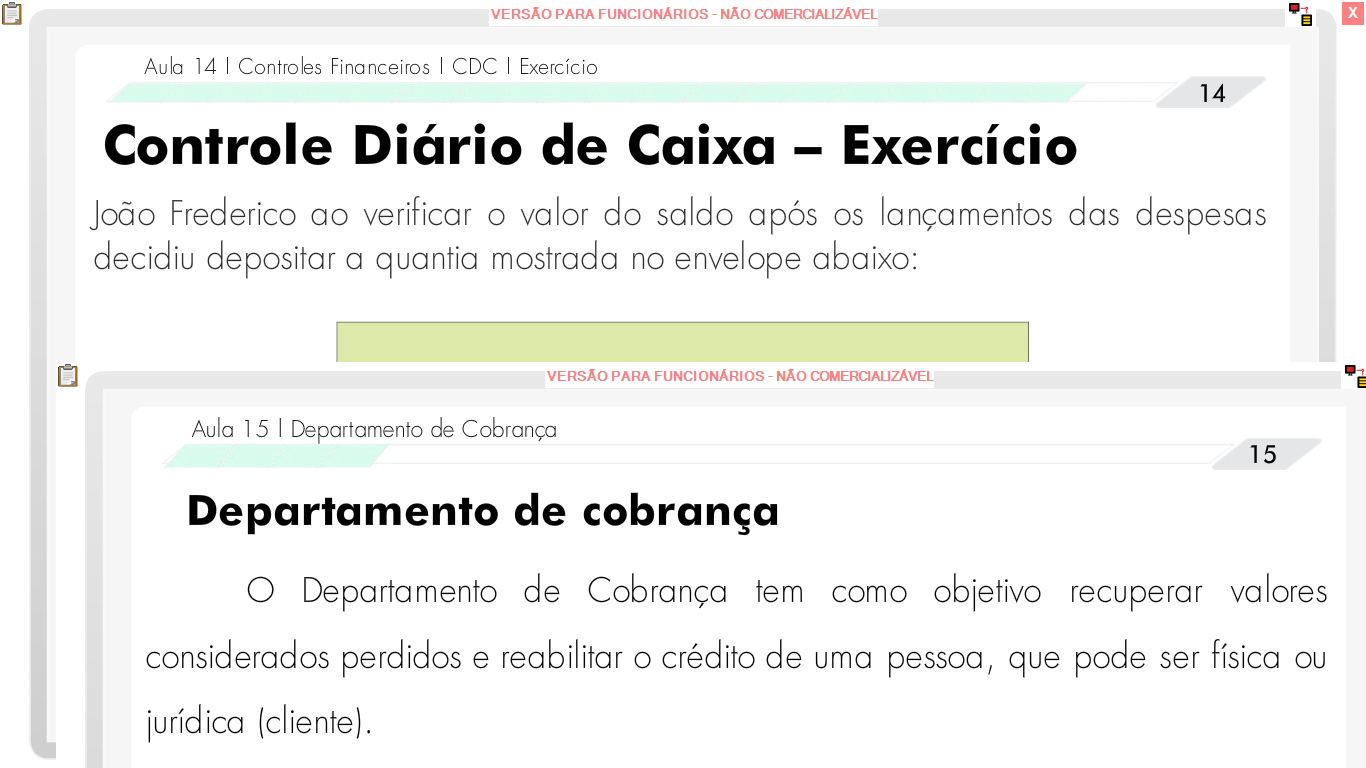 VERSÃO PARA FUNCIONÁRIOS - NÃO COMERCIALIZÁVEL
X
Aula 14 | Controles Financeiros | CDC | Exercício
14
Controle Diário de Caixa – Exercício
João Frederico ao verificar o valor do saldo após os lançamentos das despesas
decidiu depositar a quantia mostrada no envelope abaixo:
VERSÃO PARA FUNCIONÁRIOS - NÃO COMERCIALIZÁVEL
Aula 15 | Departamento de Cobrança
15
Departamento de cobrança
O Departamento de Cobrança tem como objetivo recuperar valores
considerados perdidos e reabilitar o crédito de uma pessoa, que pode ser física ou
jurídica (cliente).